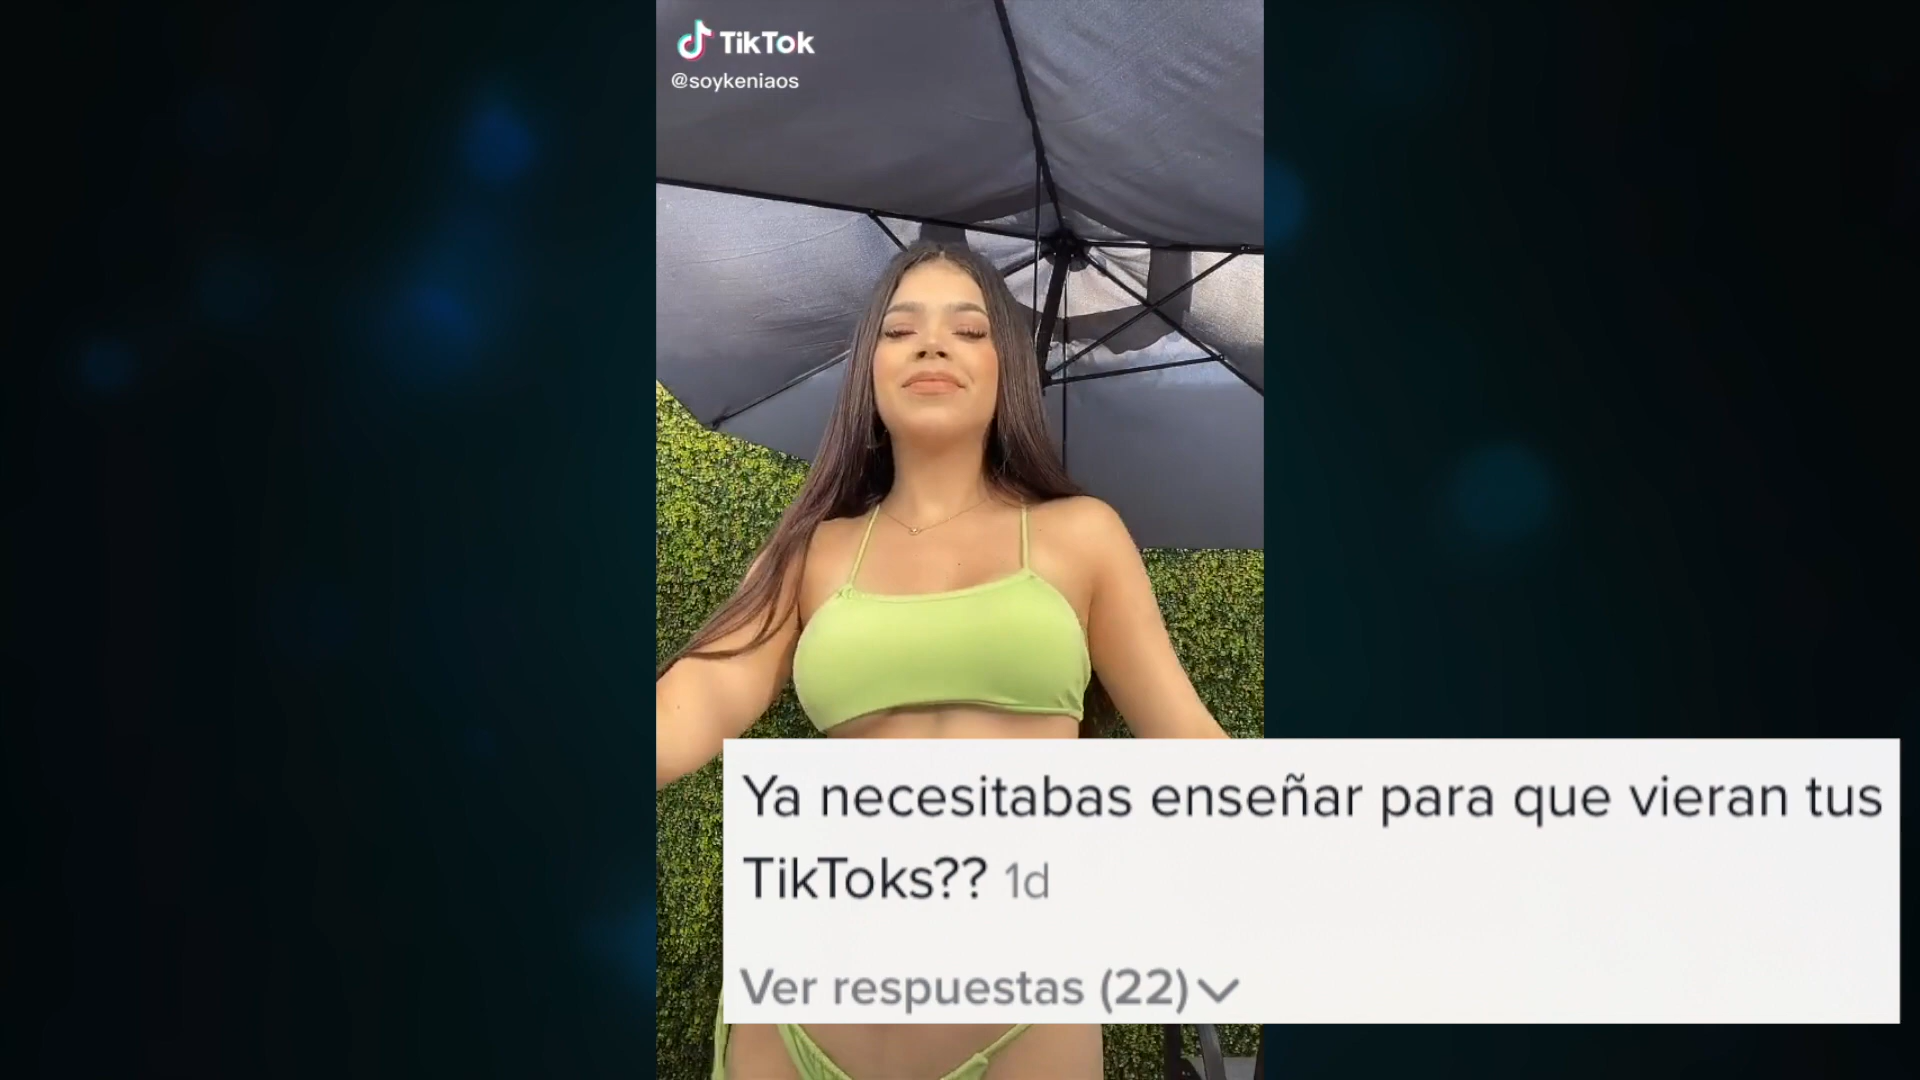 TikTok
@soykeniaos
Ya necesitabas enseñar para que vieran tus
TikToks?? 1d
Ver respuestas (22)